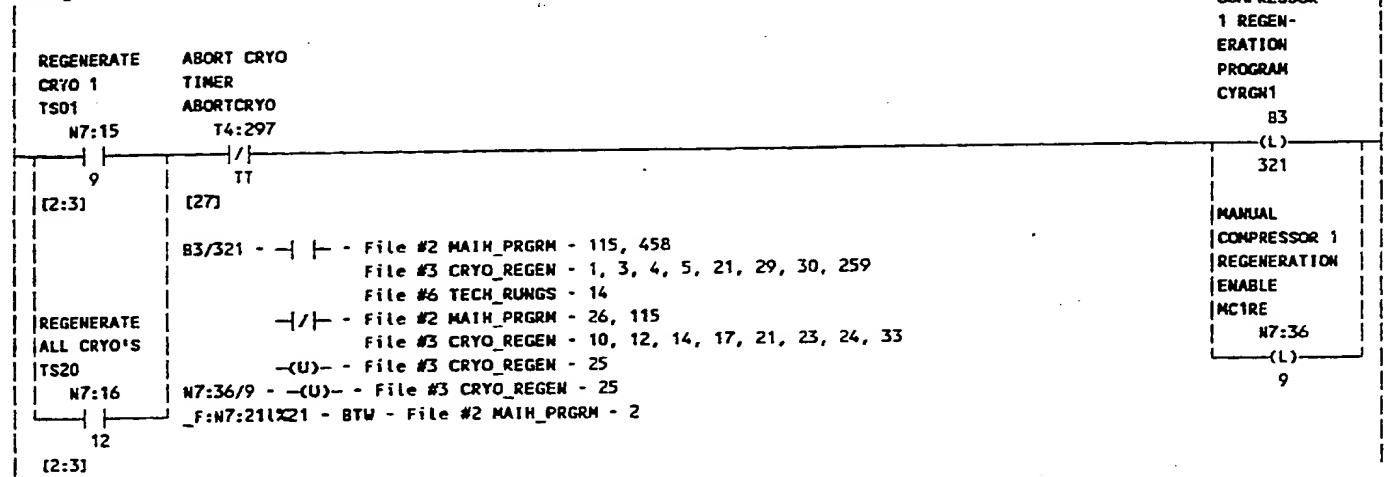 1 REGEN-
ERATION
PROGRAM
CYRGN1
B3
(L)
321
REGENERATE
CRYO 1
TS01
N7:15
9
[2:3]
ABORT CRYO
TIMER
ABORTCRYO
T4:297
/
TT
[27]
B3/321 - -| |- - File #2 MAIN_PRGRM - 115, 458
File #3 CRYO_REGEN - 1, 3, 4, 5, 21, 29, 30, 259
File #6 TECH_RUNGS - 14
-|/|- - File #2 MAIN_PRGRM - 26, 115
File #3 CRYO_REGEN - 10, 12, 14, 17, 21, 23, 24, 33
-(U)- - File #3 CRYO_REGEN - 25
N7:36/9 - -(U)- - File #3 CRYO_REGEN - 25
_F:N7:21l%21 - BTW - File #2 MAIN_PRGRM - 2
REGENERATE
ALL CRYO'S
TS20
N7:16
12
[2:3]
MANUAL
COMPRESSOR 1
REGENERATION
ENABLE
MC1RE
N7:36
(L)
9